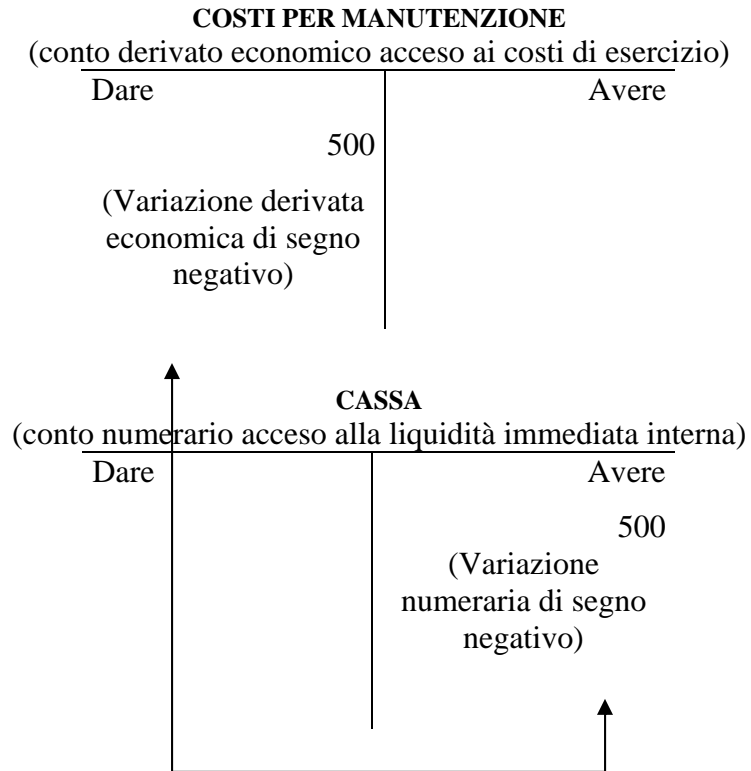 COSTI PER MANUTENZIONE
(conto derivato economico acceso ai costi di esercizio)
Dare Avere
500
(Variazione derivata
economica di segno
negativo)
CASSA
(conto numerario acceso alla liquidità immediata interna)
Dare Avere
500
(Variazione
numeraria di segno
negativo)